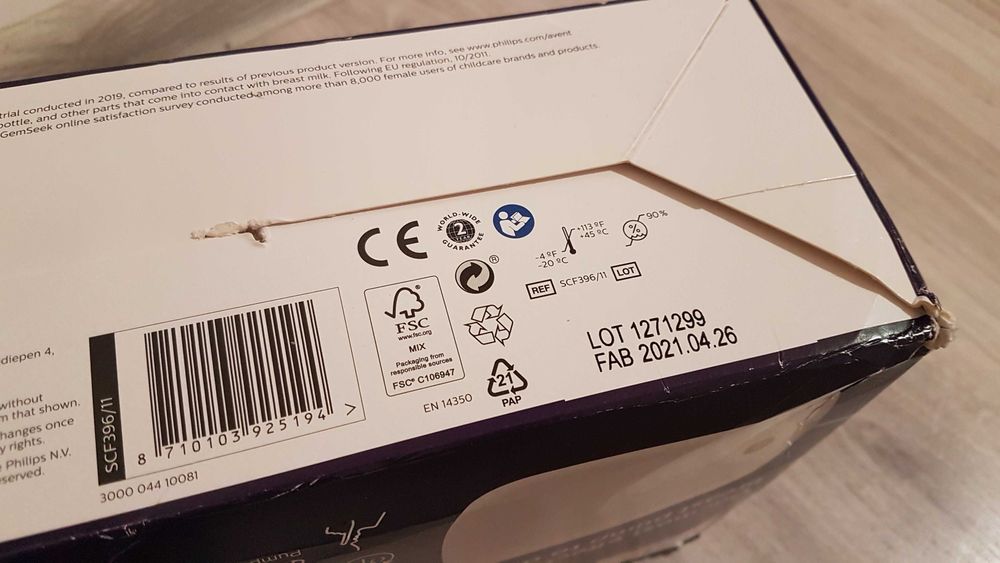 trial conducted in 2019, compared to results of previous product version. For more info, see www.philips.com/avent
bottle, and other parts that come into contact with breast milk. Following EU regulation, 10/2011.
GemSeek online satisfaction survey conducted among more than 8,000 female users of childcare brands and products.
CE
WORLD-WIDE
2
GUARANTEE
-4 ºF
-20 ºC
+113 ºF
+45 ºC
%
90%
®
REF SCF396/11 LOT
FSC
www.fsc.org
MIX
Packaging from
responsible sources
FSC® C106947
EN 14350
21
PAP
LOT 1271299
FAB 2021.04.26
diepen 4,
without
m that shown.
hanges once
y rights.
Philips N.V.
served.
SCF396/11
8 710103 925194 >
3000 044 10081